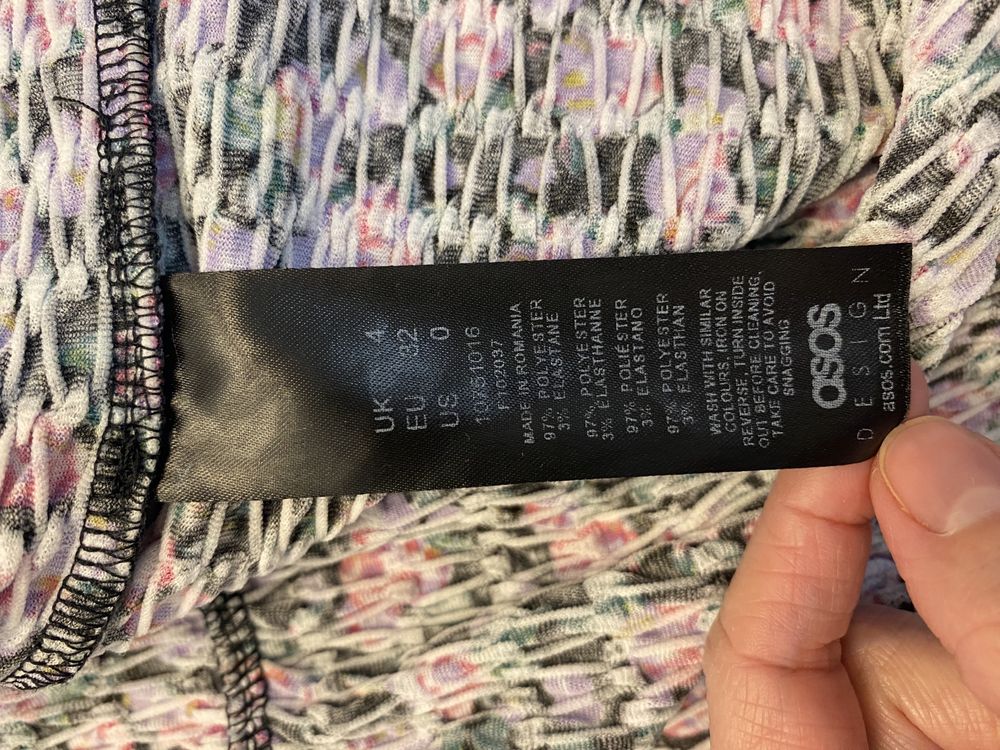 UK 4
EU 32
US 0
10751016
F102037
MADE IN ROMANIA
97% POLYESTER
3% ELASTANE
97% POLYESTER
3% ELASTHANNE
97% POLIÉSTER
3% ELASTANO
97% POLYESTER
3% ELASTHAN
WASH WITH SIMILAR
COLOURS, IRON ON
REVERSE, TURN INSIDE
OUT BEFORE CLEANING,
TAKE CARE TO AVOID
SNAGGING
asos
DESIGN
asos.com Ltd